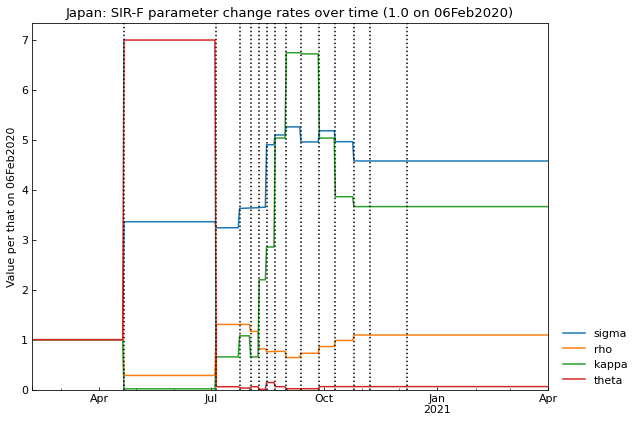 Japan: SIR-F parameter change rates over time (1.0 on 06Feb2020)
Value per that on 06Feb2020
7
6
5
4
3
2
1
0
Apr
Jul
Oct
Jan
2021
Apr
sigma
rho
kappa
theta